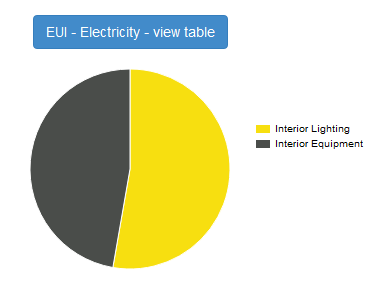 EUI - Electricity - view table
Interior Lighting
Interior Equipment